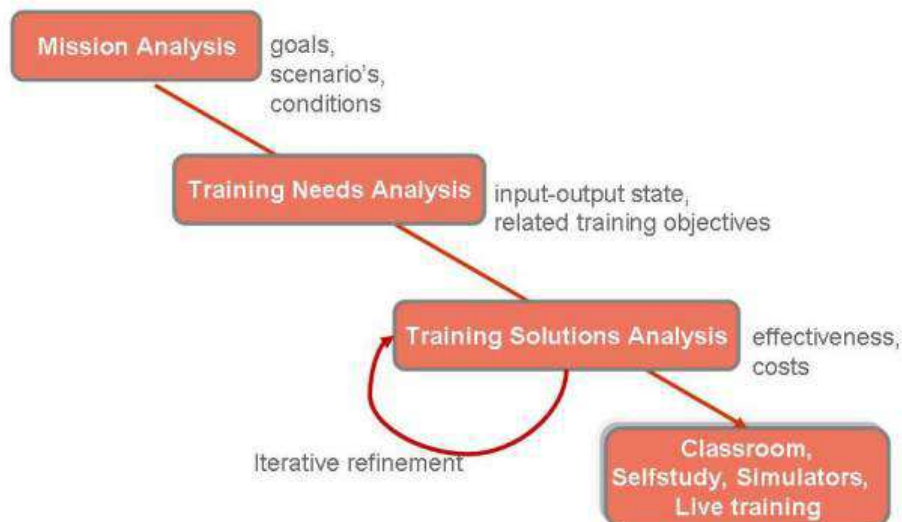 Mission Analysis
goals,
scenario's,
conditions
Training Needs Analysis
input-output state,
related training objectives
Training Solutions Analysis
effectiveness,
costs
Iterative refinement
Classroom,
Selfstudy, Simulators,
Live training